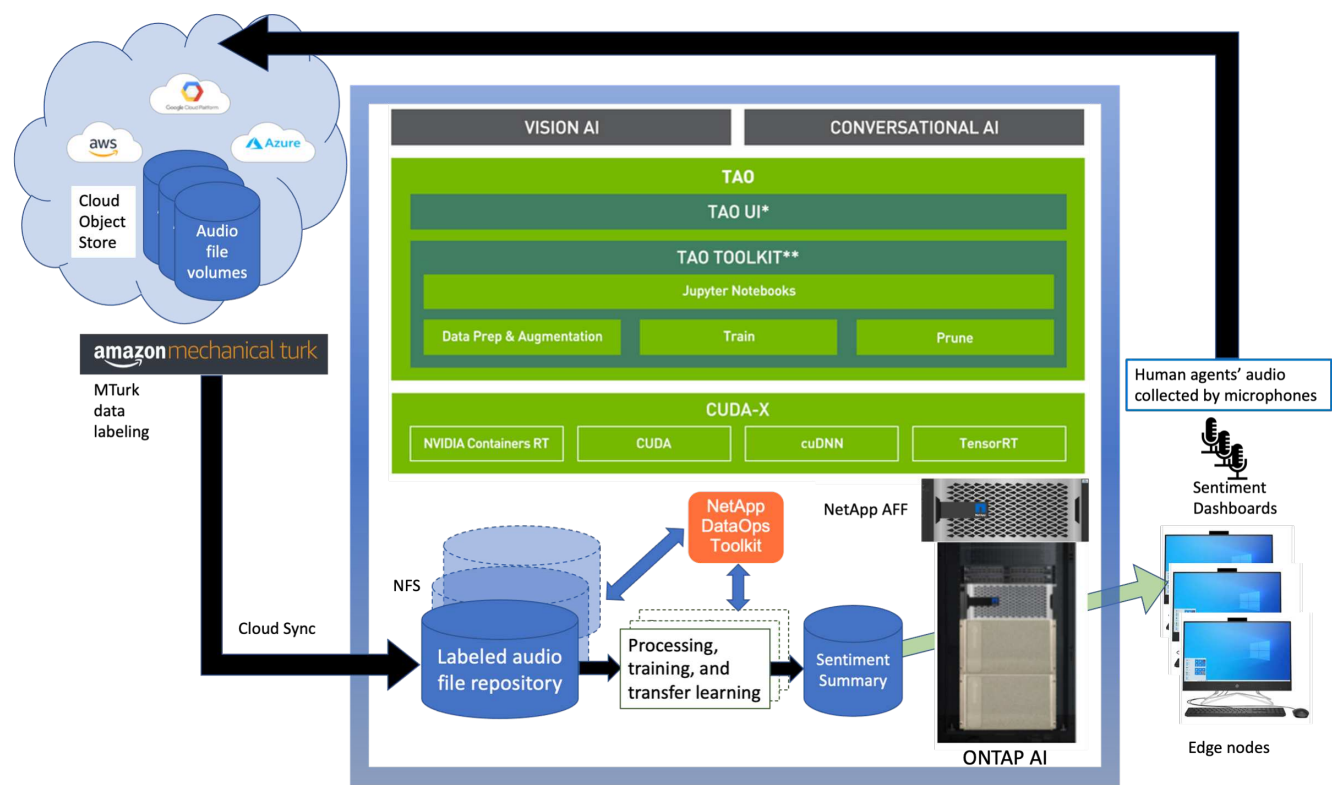 Google Cloud Platform
aws
Azure
Cloud
Object
Store
Audio
file
volumes
amazon mechanical turk
MTurk
data
labeling
VISION AI
CONVERSATIONAL AI
TAO
TAO UI*
TAO TOOLKIT**
Jupyter Notebooks
Data Prep & Augmentation
Train
Prune
CUDA-X
NVIDIA Containers RT
CUDA
cuDNN
TensorRT
Human agents' audio
collected by microphones
Sentiment
Dashboards
NetApp
DataOps
Toolkit
NetApp AFF
NFS
Cloud Sync
Labeled audio
file repository
Processing,
training, and
transfer learning
Sentiment
Summary
ONTAP AI
Edge nodes